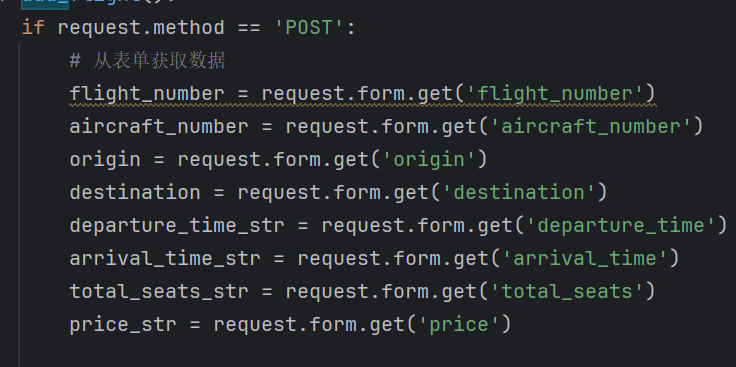 if request.method == 'POST':
# 从表单获取数据
flight_number = request.form.get('flight_number')
aircraft_number = request.form.get('aircraft_number')
origin = request.form.get('origin')
destination = request.form.get('destination')
departure_time_str = request.form.get('departure_time')
arrival_time_str = request.form.get('arrival_time')
total_seats_str = request.form.get('total_seats')
price_str = request.form.get('price')